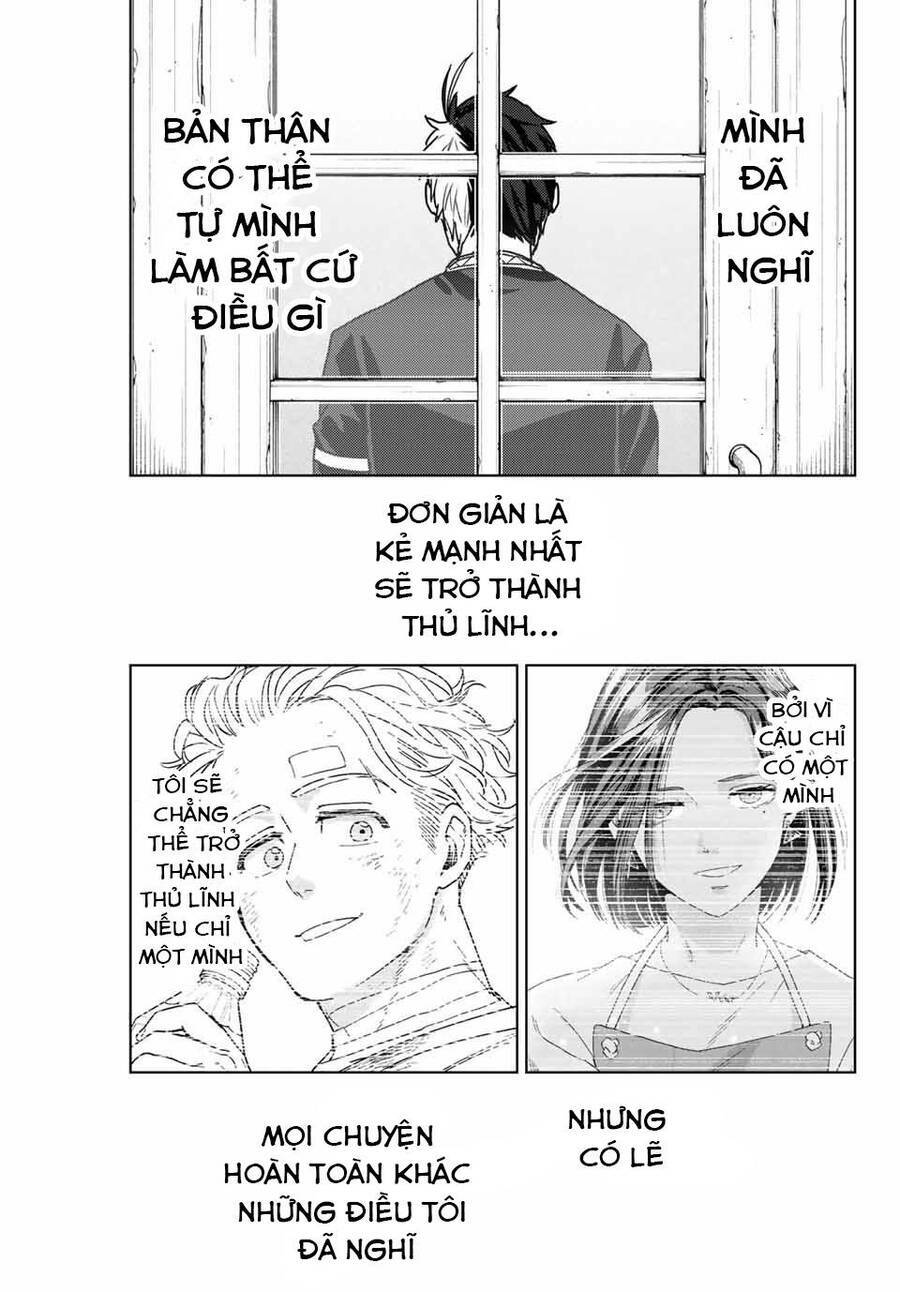 MÌNH
ĐÃ
LUÔN
NGHĨ
BẢN THÂN
CÓ THỂ
TỰ MÌNH
LÀM BẤT CỨ
ĐIỀU GÌ
ĐƠN GIẢN LÀ
KẺ MẠNH NHẤT
SẼ TRỞ THÀNH
THỦ LĨNH...
BỞI VÌ
CẬU CHỈ
CÓ MỘT
MÌNH
TÔI SẼ
CHẲNG
THỂ TRỞ
THÀNH
THỦ LĨNH
NẾU CHỈ
MỘT MÌNH
NHƯNG
CÓ LẼ
MỌI CHUYỆN
HOÀN TOÀN KHÁC
NHỮNG ĐIỀU TÔI
ĐÃ NGHĨ